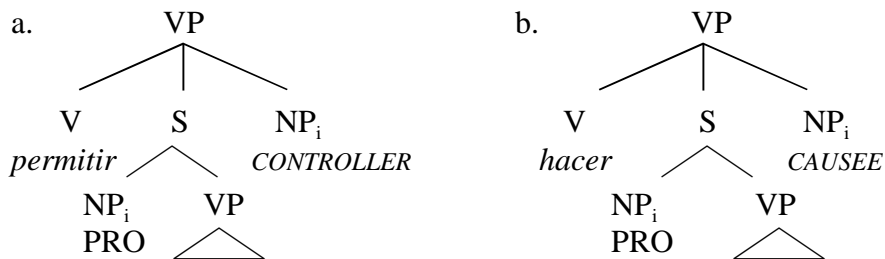 a. VP b. VP
V S NPi V S NPi
permitir CONTROLLER hacer CAUSEE
NPi VP NPi VP
PRO PRO